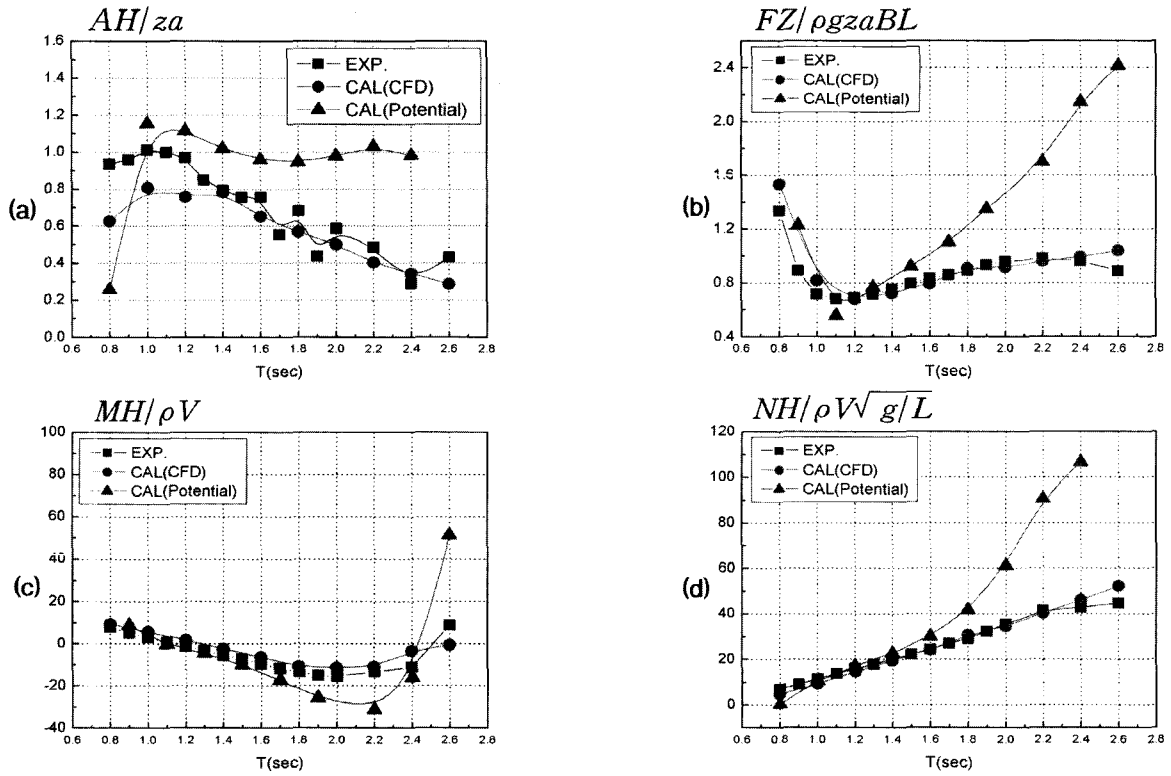 AH/za
1.6
1.4
1.2
1.0
0.8
0.6
0.4
0.2
0.0
0.6 0.8 1.0 1.2 1.4 1.6 1.8 2.0 2.2 2.4 2.6 2.8
T(sec)
EXP.
CAL(CFD)
CAL(Potential)
(a)
FZ/ρgzaBL
2.4
2.0
1.6
1.2
0.8
0.4
0.6 0.8 1.0 1.2 1.4 1.6 1.8 2.0 2.2 2.4 2.6 2.8
T(sec)
EXP.
CAL(CFD)
CAL(Potential)
(b)
MH/ρV
100
80
60
40
20
0
-20
-40
0.6 0.8 1.0 1.2 1.4 1.6 1.8 2.0 2.2 2.4 2.6 2.8
T(sec)
EXP.
CAL(CFD)
CAL(Potential)
(c)
NH/ρV√g/L
120
100
80
60
40
20
0
0.6 0.8 1.0 1.2 1.4 1.6 1.8 2.0 2.2 2.4 2.6 2.8
T(sec)
EXP.
CAL(CFD)
CAL(Potential)
(d)